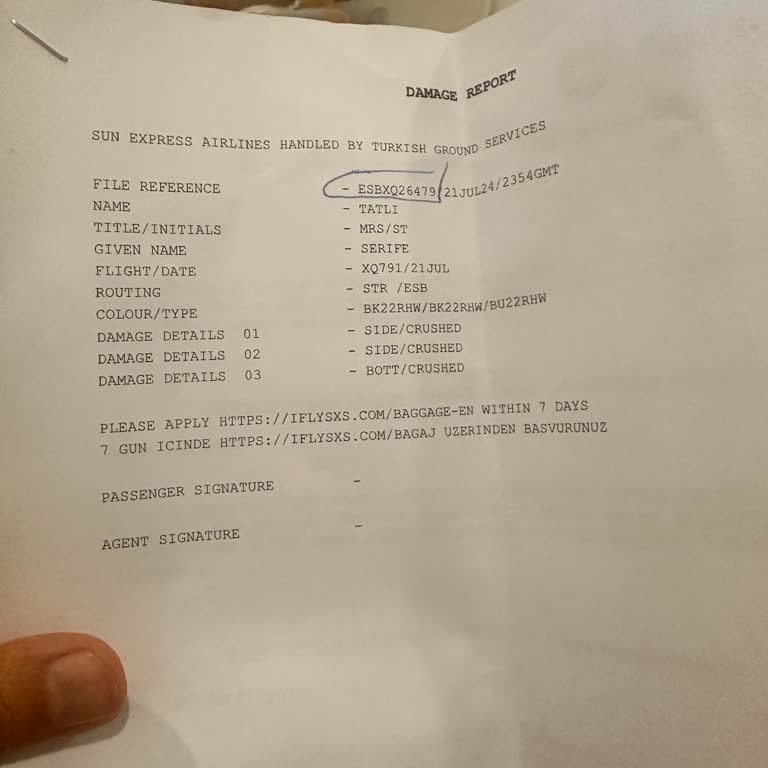 DAMAGE REPORT
SUN EXPRESS AIRLINES HANDLED BY TURKISH GROUND SERVICES
FILE REFERENCE - ESBXQ26479/21JUL24/2354GMT
NAME - TATLI
TITLE/INITIALS - MRS/ST
GIVEN NAME - SERIFE
FLIGHT/DATE - XQ791/21JUL
ROUTING - STR /ESB
COLOUR/TYPE - BK22RHW/BK22RHW/BU22RHW
DAMAGE DETAILS 01 - SIDE/CRUSHED
DAMAGE DETAILS 02 - SIDE/CRUSHED
DAMAGE DETAILS 03 - BOTT/CRUSHED
PLEASE APPLY HTTPS://IFLYSXS.COM/BAGGAGE-EN WITHIN 7 DAYS
7 GUN ICINDE HTTPS://IFLYSXS.COM/BAGAJ UZERINDEN BASVURUNUZ
PASSENGER SIGNATURE -
AGENT SIGNATURE -